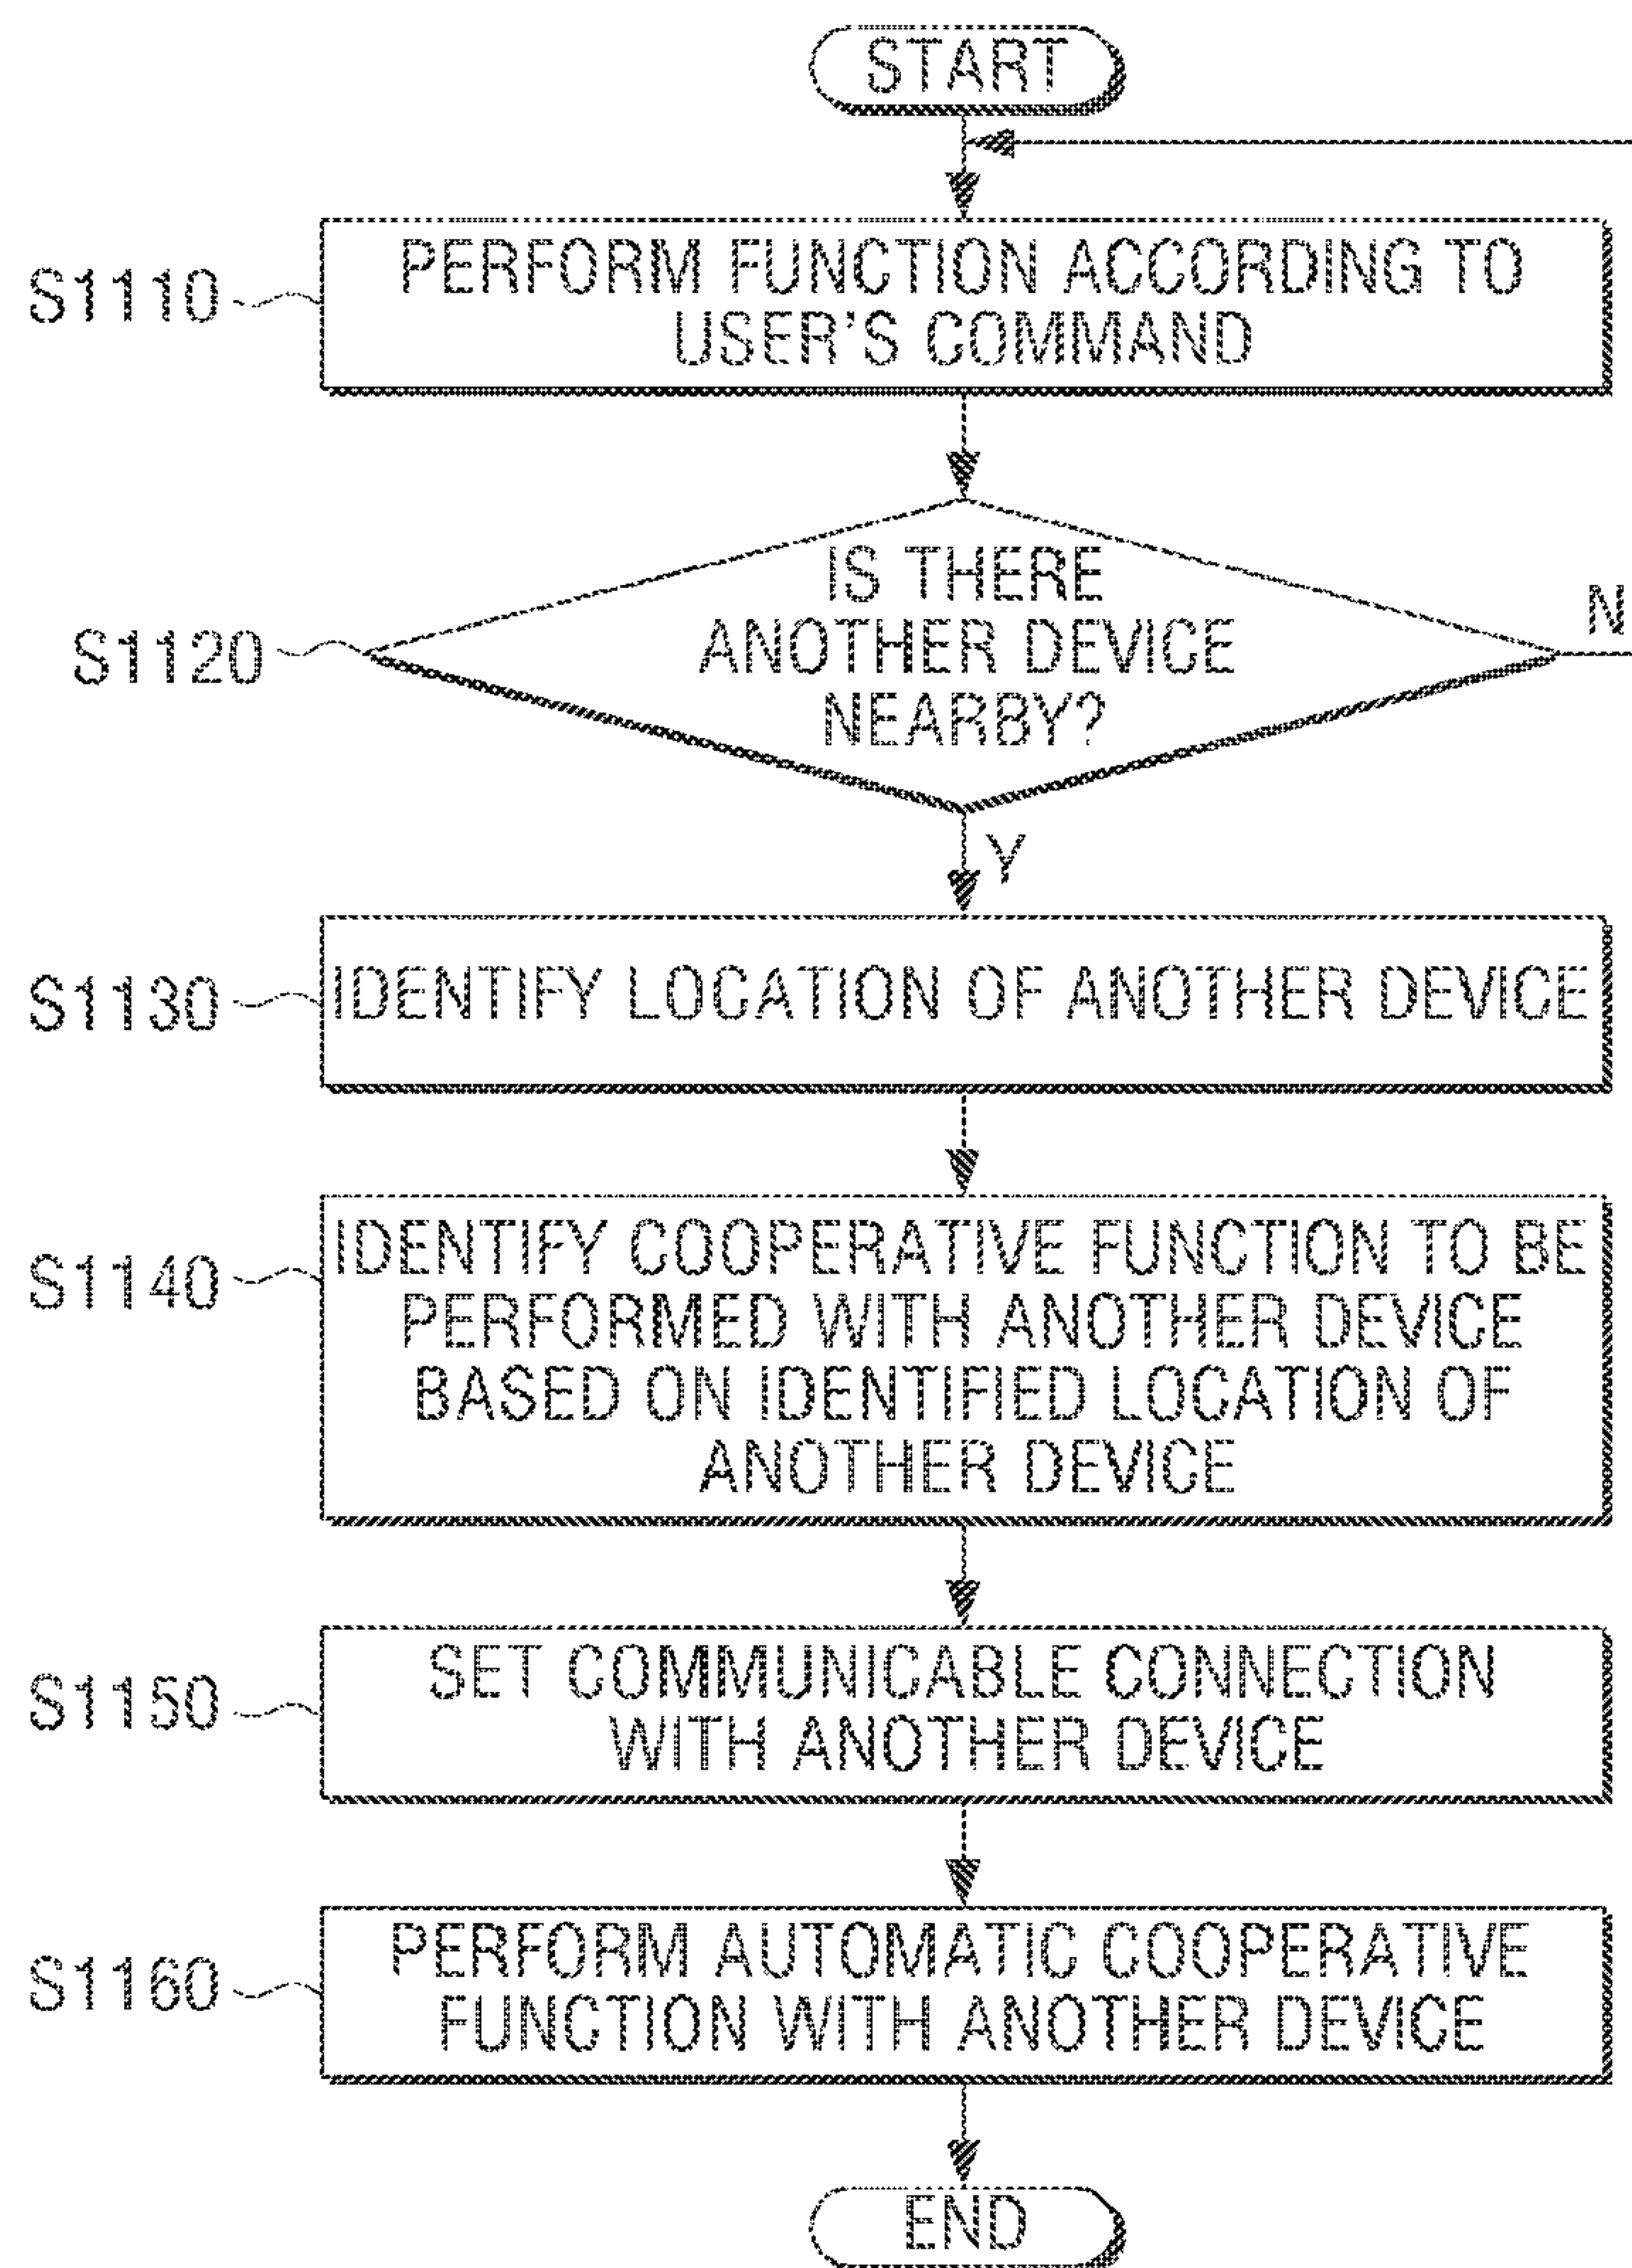 START
S1110
PERFORM FUNCTION ACCORDING TO
USER'S COMMAND
S1120
IS THERE
ANOTHER DEVICE
NEARBY?
N
Y
S1130
IDENTIFY LOCATION OF ANOTHER DEVICE
S1140
IDENTIFY COOPERATIVE FUNCTION TO BE
PERFORMED WITH ANOTHER DEVICE
BASED ON IDENTIFIED LOCATION OF
ANOTHER DEVICE
S1150
SET COMMUNICABLE CONNECTION
WITH ANOTHER DEVICE
S1160
PERFORM AUTOMATIC COOPERATIVE
FUNCTION WITH ANOTHER DEVICE
END